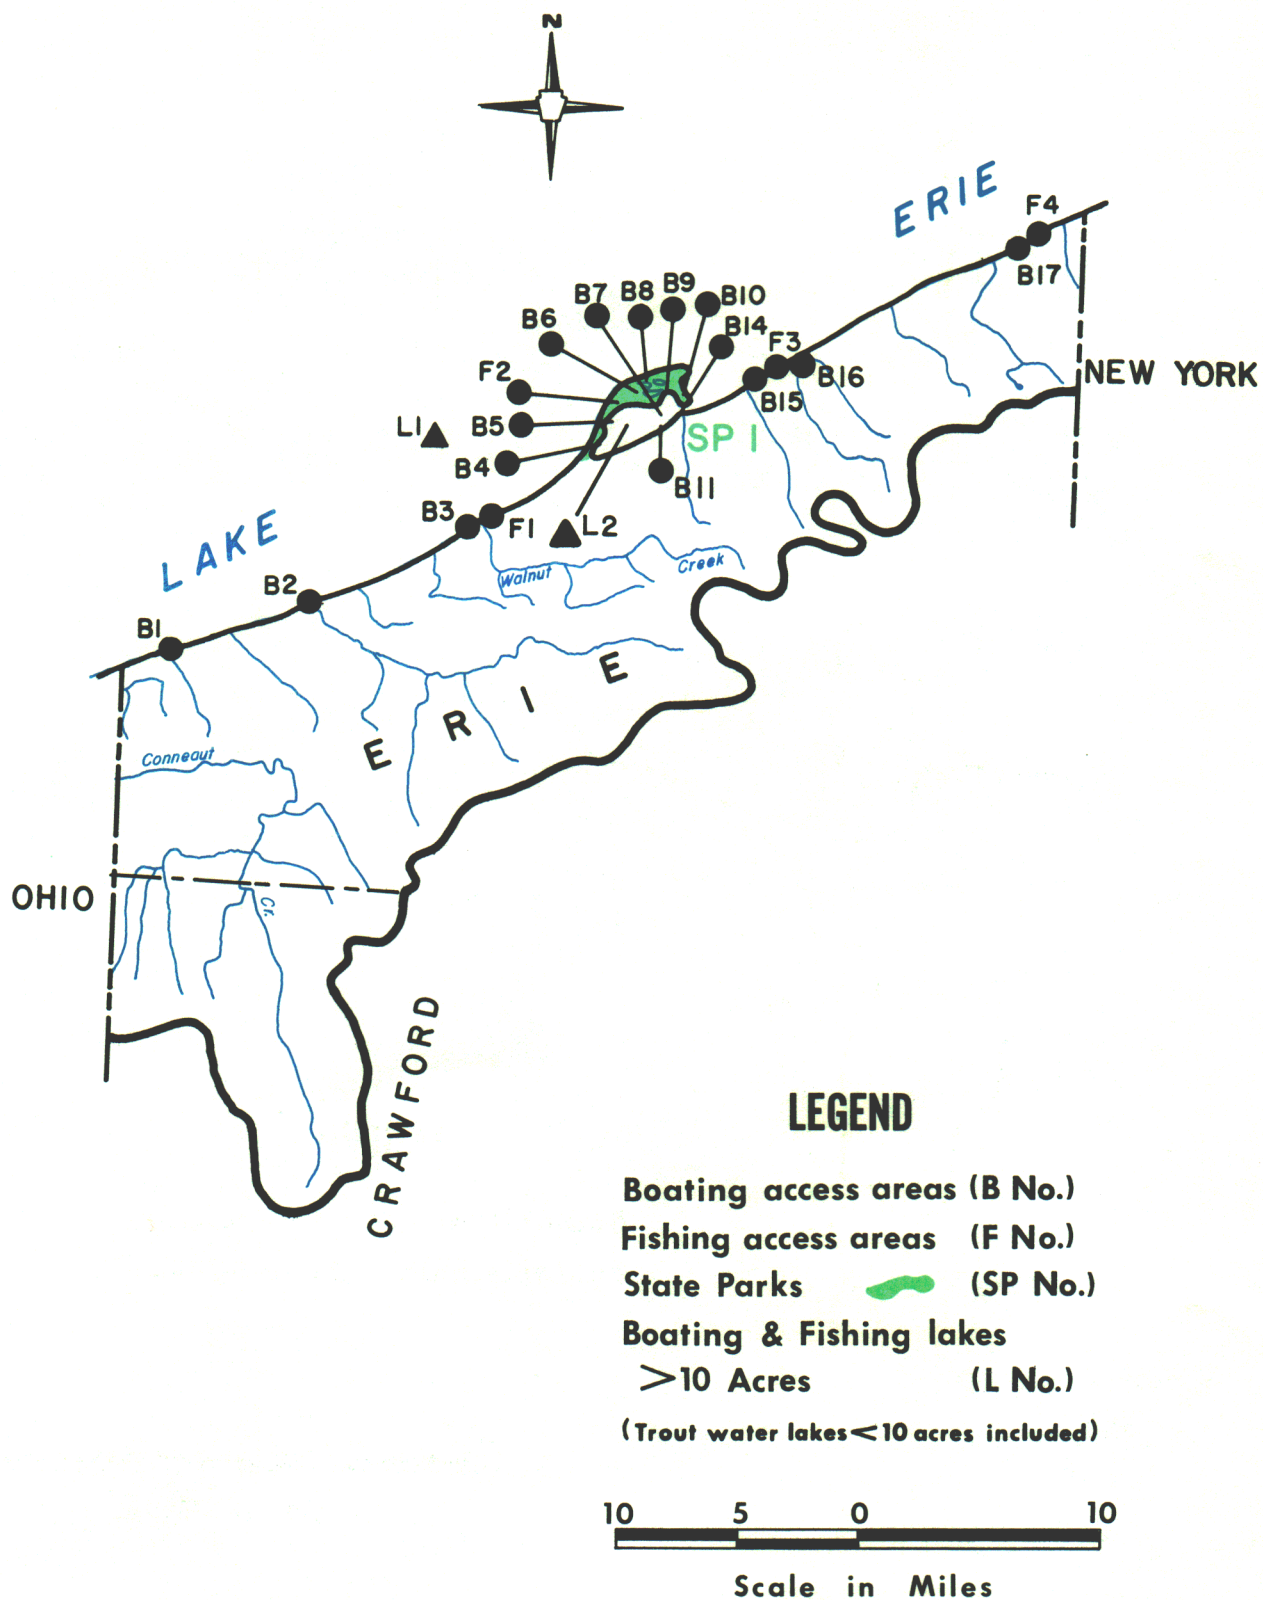 N
ERIE
F4
B17
B7
B8
B9
B10
B6
B14
F3
F2
B16
NEW YORK
B15
L1
B5
SP 1
B4
B11
B3
F1
L2
LAKE
Walnut
Creek
B2
B1
ERIE
Conneaut
OHIO
Cr.
CRAWFORD
LEGEND
Boating access areas (B No.)
Fishing access areas (F No.)
State Parks (SP No.)
Boating & Fishing lakes
>10 Acres (L No.)
(Trout water lakes<10 acres included)
10 5 0 10
Scale in Miles